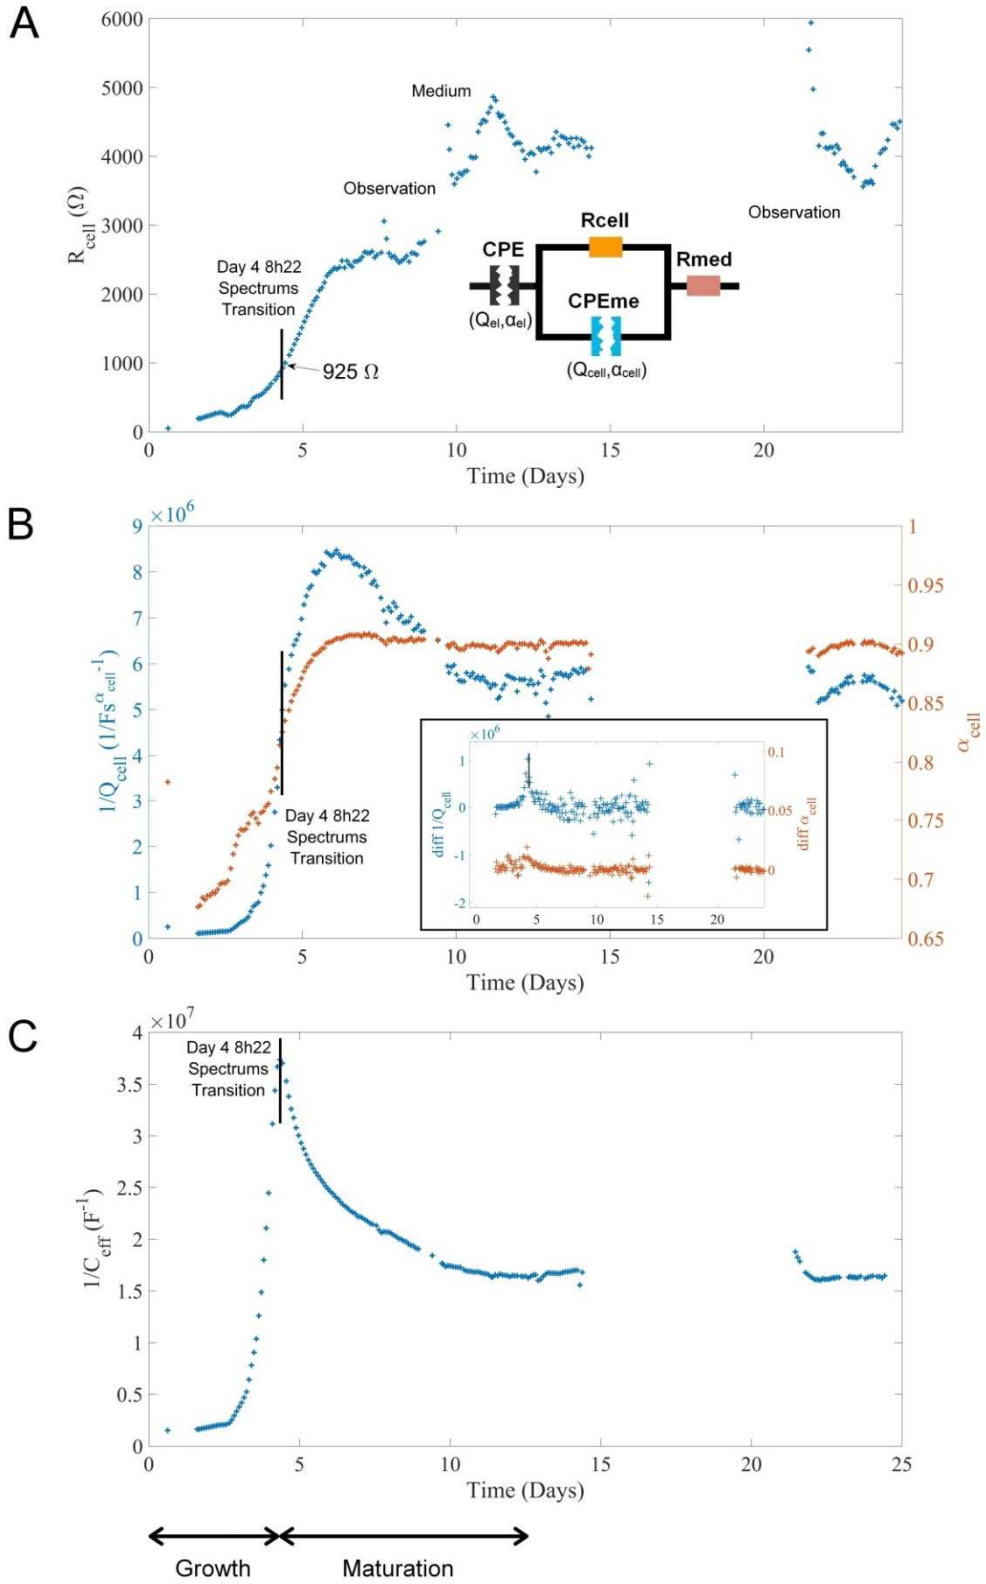 A
6000
5000
4000
3000
2000
1000
0
R_cell (Ω)
Medium
Observation
Day 4 8h22
Spectrums
Transition
925 Ω
Observation
CPE
(Q_el,α_el)
Rcell
CPEme
(Q_cell,α_cell)
Rmed
0 5 10 15 20
Time (Days)
B
×10^6
9
8
7
6
5
4
3
2
1
0
1/Q_cell (1/Fs^α_cell-1)
1
0.95
0.9
0.85
0.8
0.75
0.7
0.65
α_cell
Day 4 8h22
Spectrums
Transition
×10^6
1
0
-1
-2
diff 1/Q_cell
0.1
0.05
0
diff α_cell
0 5 10 15 20
0 5 10 15 20
Time (Days)
C
×10^7
4
3.5
3
2.5
2
1.5
1
0.5
0
1/C_eff (F^-1)
Day 4 8h22
Spectrums
Transition
0 5 10 15 20 25
Time (Days)
Growth Maturation